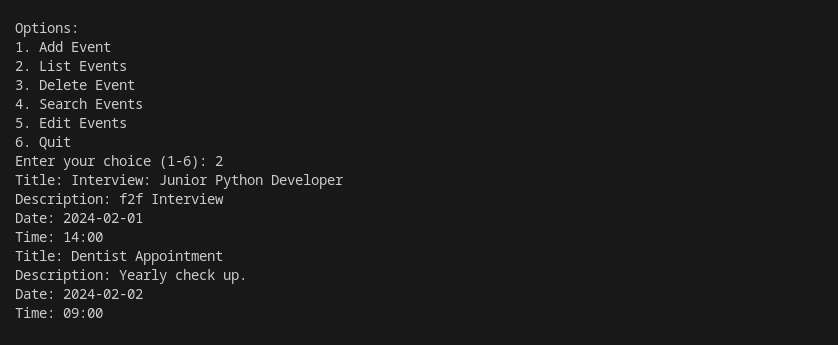 Options:
1. Add Event
2. List Events
3. Delete Event
4. Search Events
5. Edit Events
6. Quit
Enter your choice (1-6): 2
Title: Interview: Junior Python Developer
Description: f2f Interview
Date: 2024-02-01
Time: 14:00
Title: Dentist Appointment
Description: Yearly check up.
Date: 2024-02-02
Time: 09:00